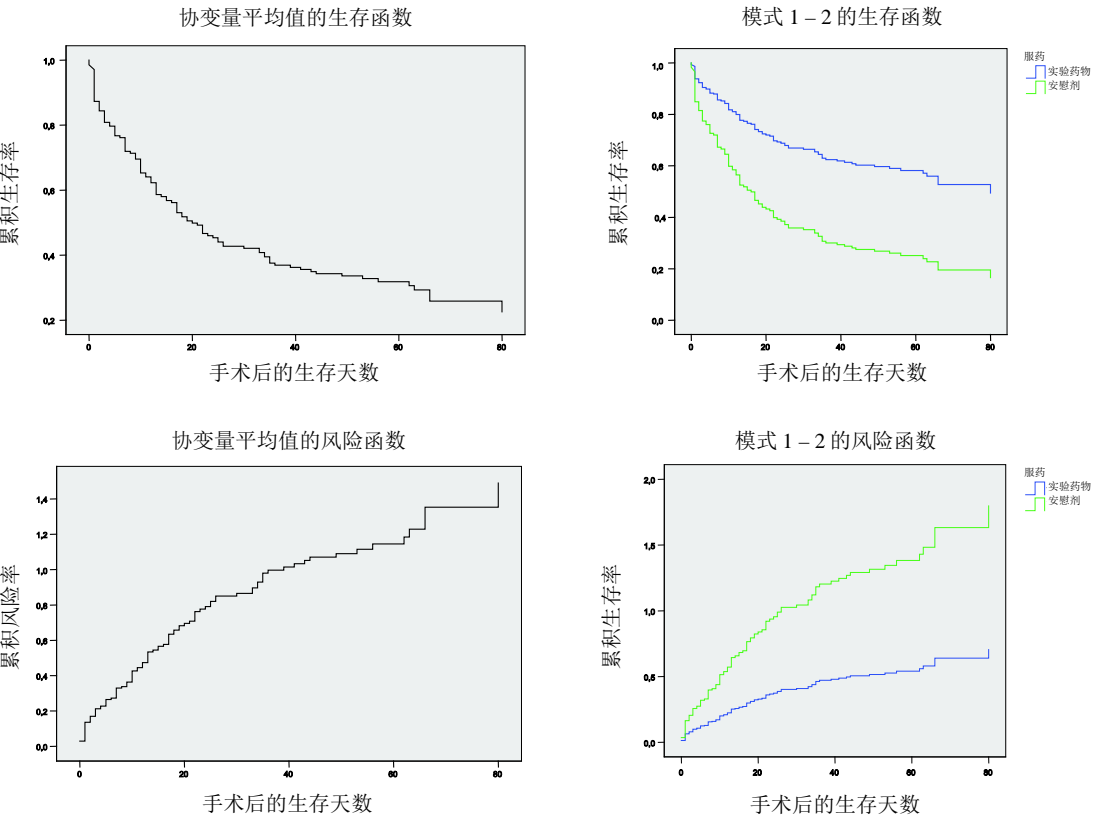 协变量平均值的生存函数
1,0
0,8
0,6
0,4
0,2
累积生存率
0 20 40 60 80
手术后的生存天数
模式 1 – 2 的生存函数
服药
实验药物
安慰剂
1,0
0,8
0,6
0,4
0,2
0,0
累积生存率
0 20 40 60 80
手术后的生存天数
协变量平均值的风险函数
1,4
1,2
1,0
0,8
0,6
0,4
0,2
0,0
累积风险率
0 20 40 60 80
手术后的生存天数
模式 1 – 2 的风险函数
服药
实验药物
安慰剂
2,0
1,5
1,0
0,5
0,0
累积生存率
0 20 40 60 80
手术后的生存天数